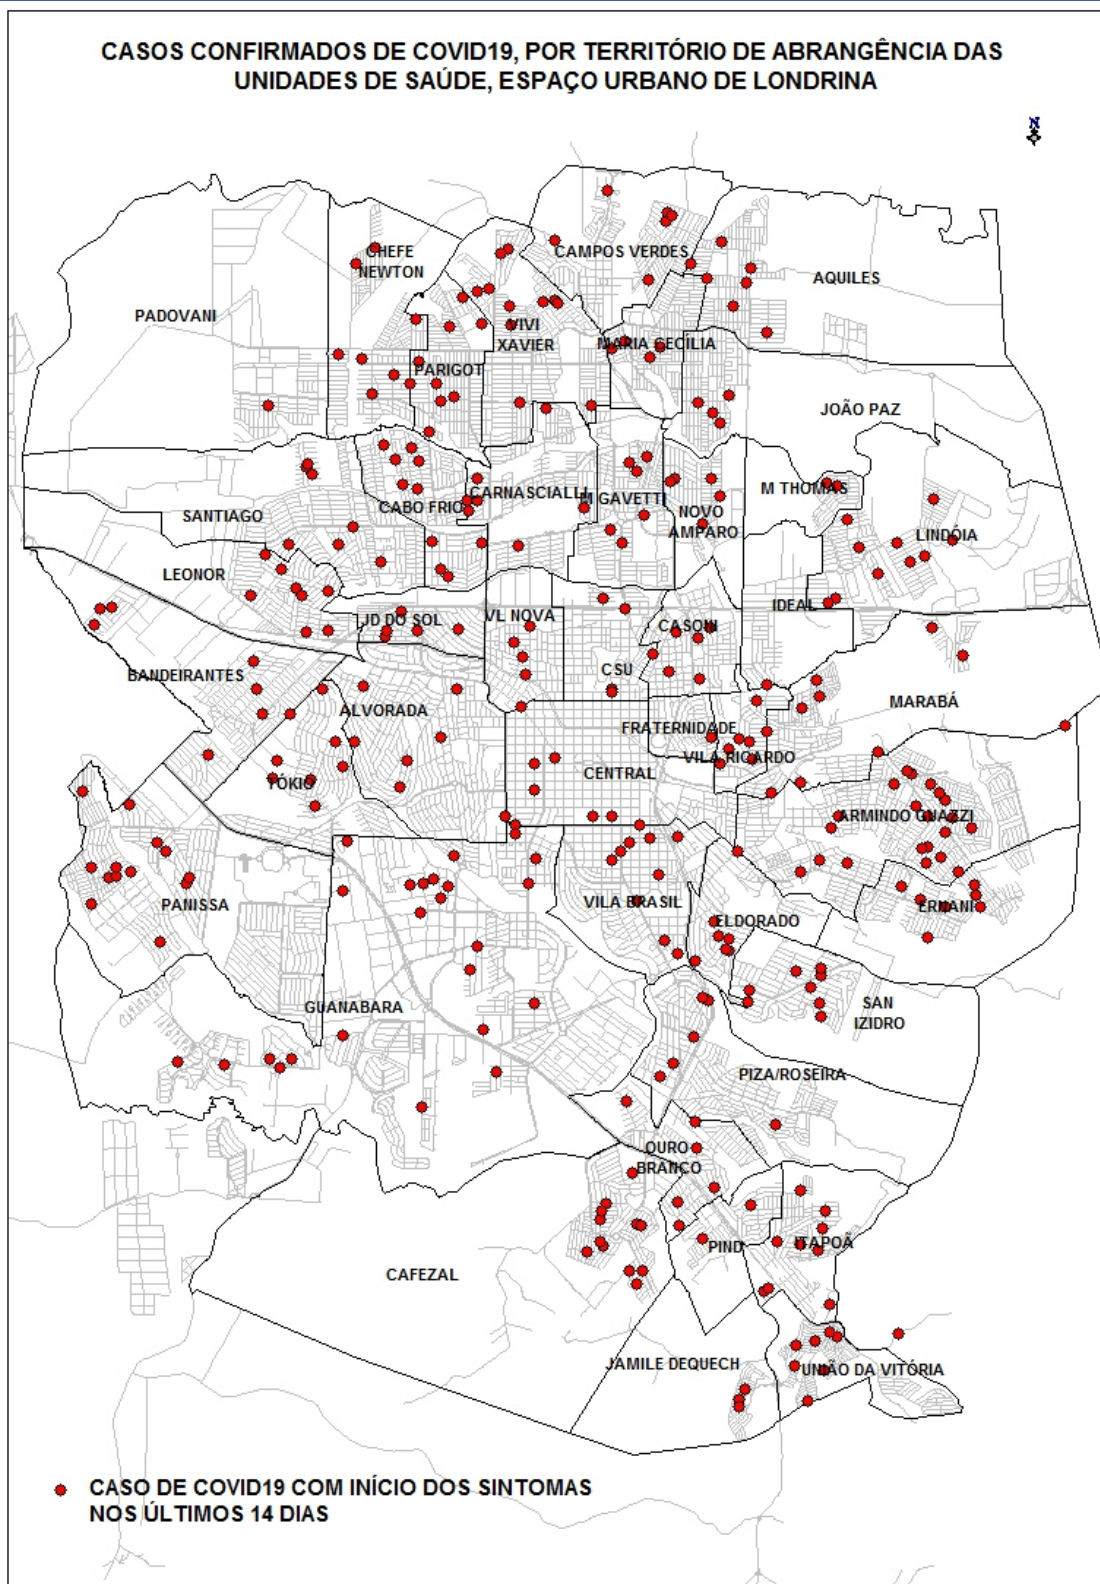 CASOS CONFIRMADOS DE COVID19, POR TERRITÓRIO DE ABRANGÊNCIA DAS
UNIDADES DE SAÚDE, ESPAÇO URBANO DE LONDRINA
N
CHEFE
NEWTON
CAMPOS VERDES
AQUILES
PADOVANI
VIVI
XAVIER
MARIA CECÍLIA
PARIGOT
JOÃO PAZ
M THOMAS
CARNASCIALLI
M GAVETTI
CABO FRIO
SANTIAGO
NOVO
AMPARO
LINDÓIA
LEONOR
IDEAL
JD DO SOL
VL NOVA
CASONI
CSU
BANDEIRANTES
ALVORADA
MARABÁ
FRATERNIDADE
VILA RICARDO
CENTRAL
TÓKIO
ARMINDO GUAZZI
PANISSA
VILA BRASIL
ERNANI
ELDORADO
GUANABARA
SAN
IZIDRO
PIZA/ROSEIRA
OURO
BRANCO
PIND
ITAPOÃ
CAFEZAL
JAMILE DEQUECH
UNIÃO DA VITÓRIA
CASO DE COVID19 COM INÍCIO DOS SINTOMAS
NOS ÚLTIMOS 14 DIAS